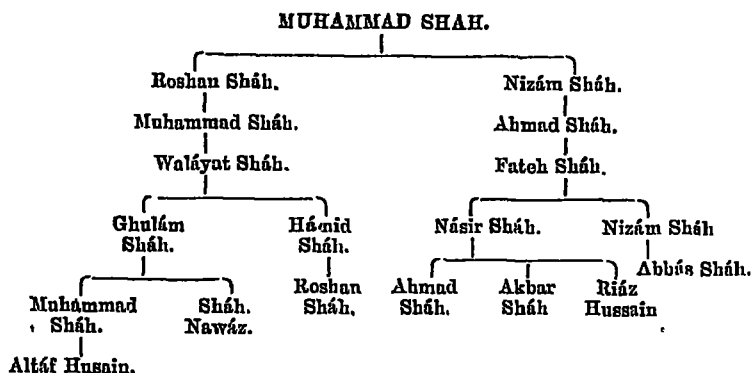 MUHAMMAD SHAH.
Roshan Sháh. Nizám Sháh.
Muhammad Sháh. Ahmad Sháh.
Waláyat Sháh. Fateh Sháh.
Ghulám Sháh. Hámid Sháh. Násir Sháh. Nizám Sháh
Abbás Sháh.
Muhammad Sháh. Sháh. Nawáz. Roshan Sháh. Ahmad Sháh. Akbar Sháh Riáz Hussain
Altáf Husain.